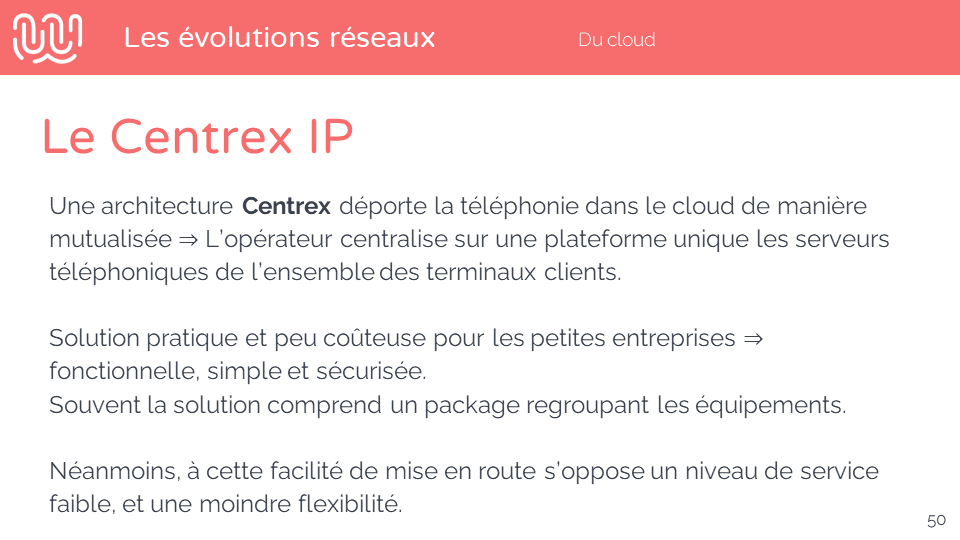 Les évolutions réseaux
Du cloud
Le Centrex IP
Une architecture Centrex déporte la téléphonie dans le cloud de manière
mutualisée ⇒ L’opérateur centralise sur une plateforme unique les serveurs
téléphoniques de l’ensemble des terminaux clients.
Solution pratique et peu coûteuse pour les petites entreprises ⇒
fonctionnelle, simple et sécurisée.
Souvent la solution comprend un package regroupant les équipements.
Néanmoins, à cette facilité de mise en route s’oppose un niveau de service
faible, et une moindre flexibilité.
50